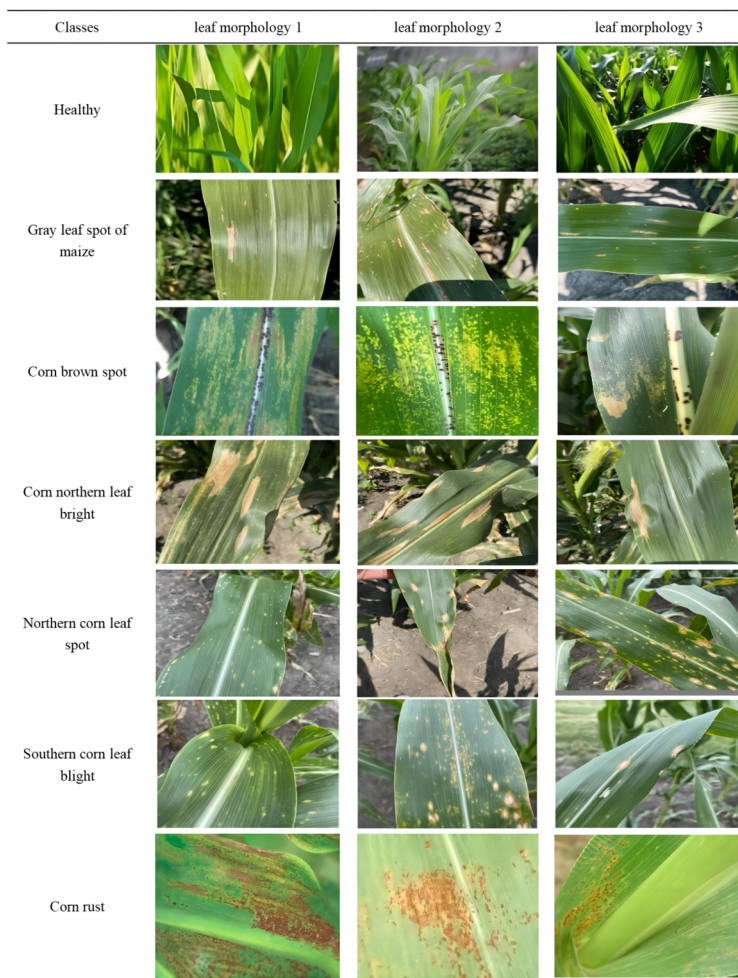 Classes leaf morphology 1 leaf morphology 2 leaf morphology 3
Healthy
Gray leaf spot of
maize
Corn brown spot
Corn northern leaf
bright
Northern corn leaf
spot
Southern corn leaf
blight
Corn rust